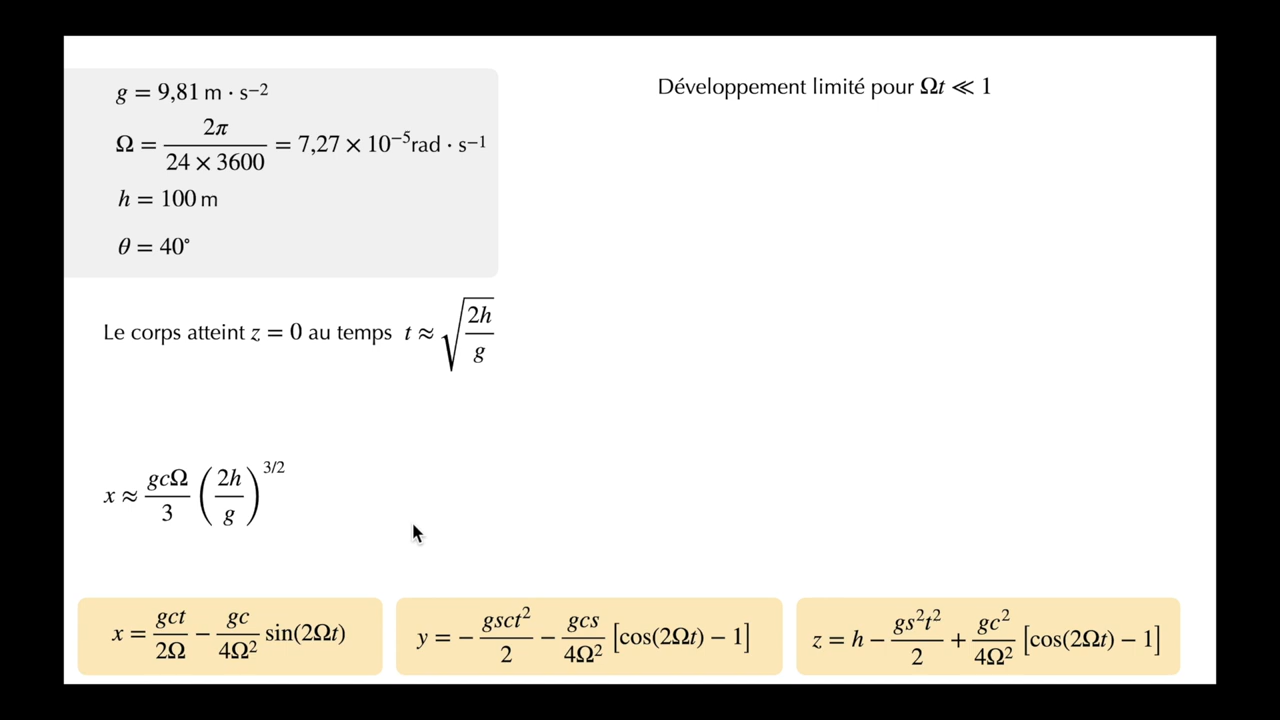 g = 9,81 m · s⁻²
Ω = 2π / (24 × 3600) = 7,27 × 10⁻⁵ rad · s⁻¹
h = 100 m
θ = 40°
Le corps atteint z = 0 au temps t ≈ √(2h/g)
x ≈ gcΩ/3 (2h/g)^3/2
Développement limité pour Ωt ≪ 1
x = gct/2Ω − gc/4Ω² sin(2Ωt)
y = − gsct²/2 − gcs/4Ω² [cos(2Ωt) − 1]
z = h − gs²t²/2 + gc²/4Ω² [cos(2Ωt) − 1]